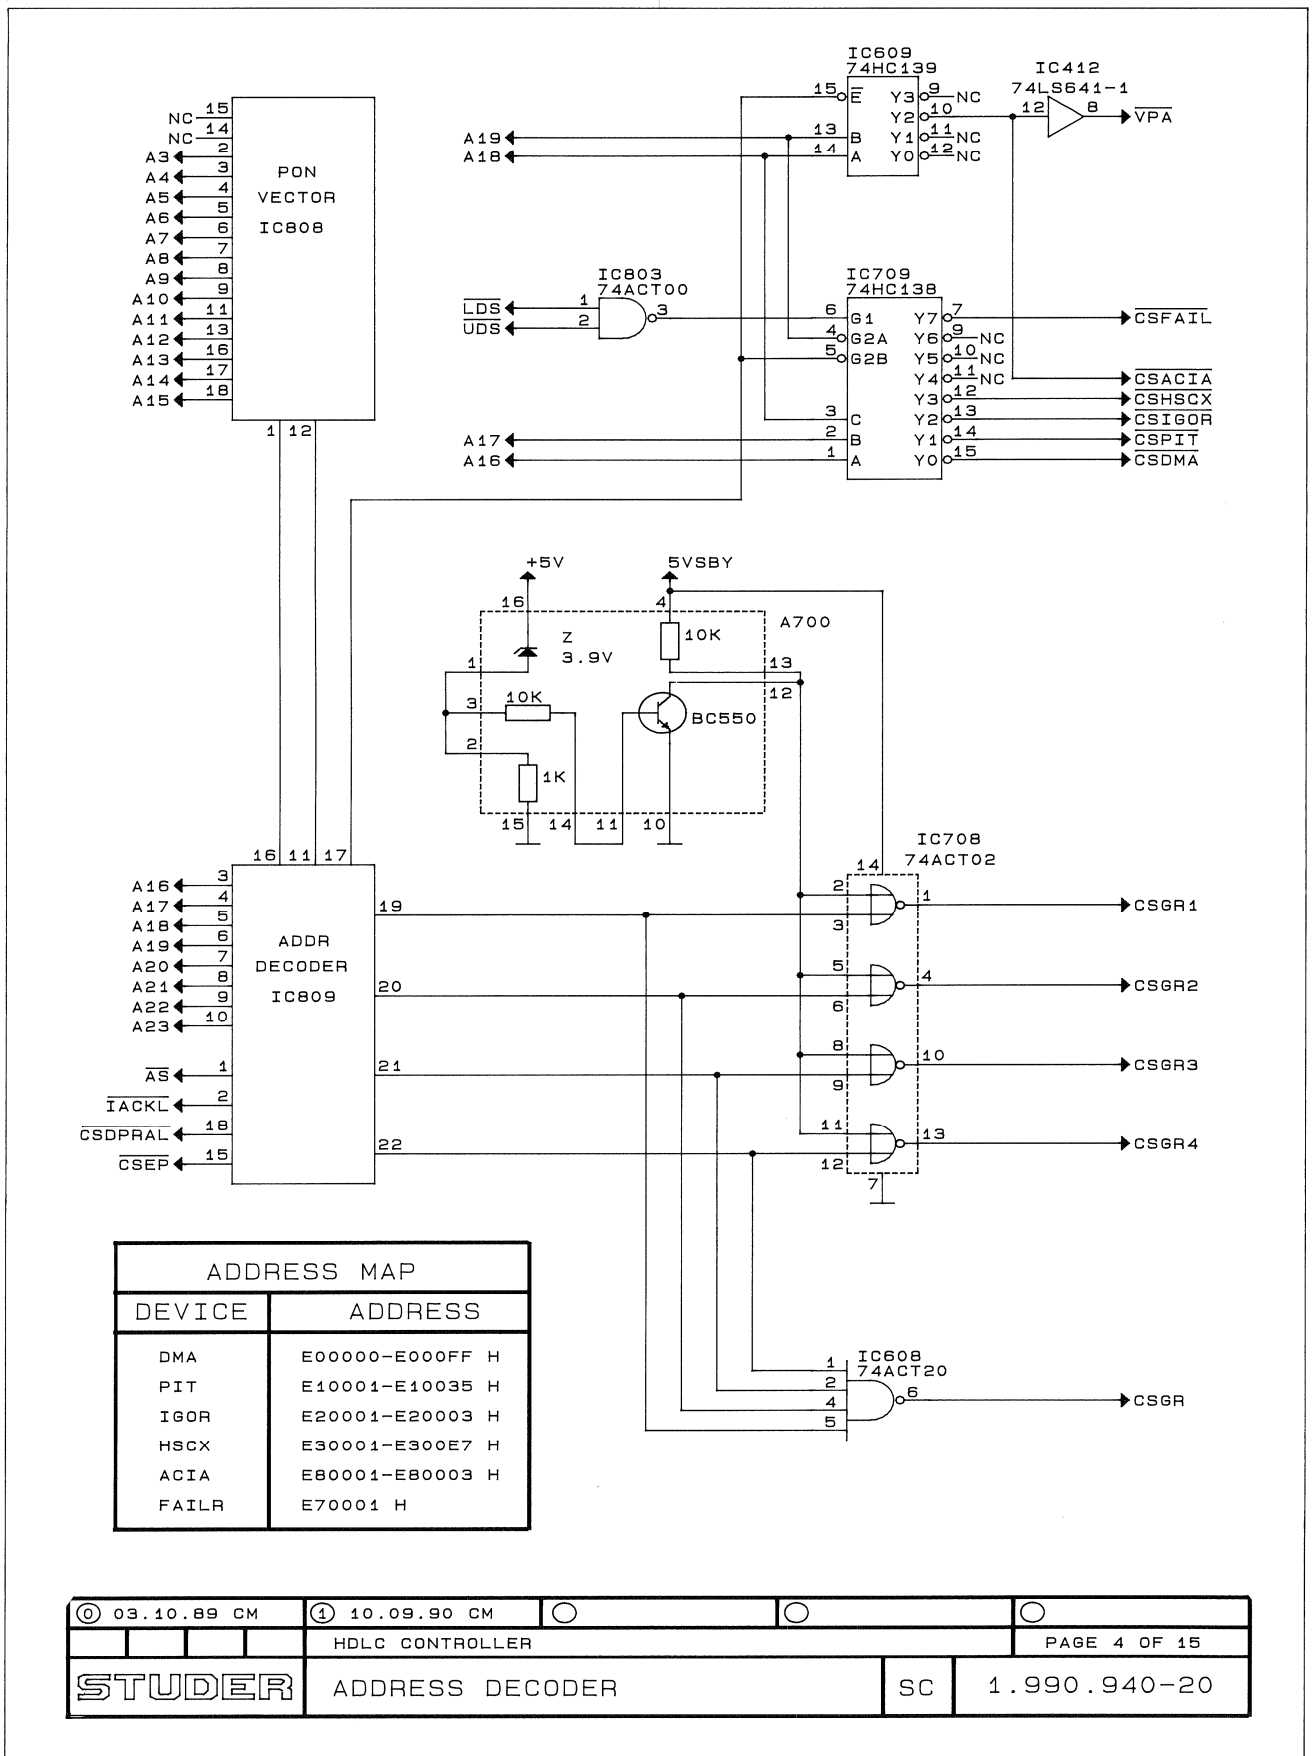 IC609
74HC139
15 E Y3 9 NC
Y2 10
13 B Y1 11 NC
14 A Y0 12 NC
IC412
74LS641-1
12 8 VPA
A19
A18
NC 15
NC 14
A3 2
A4 3
A5 4
A6 5
A7 6
A8 7
A9 8
A10 9
A11 11
A12 13
A13 16
A14 17
A15 18
PON
VECTOR
IC808
1 12
IC803
74ACT00
LDS 1
UDS 2
3
IC709
74HC138
6 G1 Y7 7 CSFAIL
4 G2A Y6 9 NC
5 G2B Y5 10 NC
Y4 11 NC
CSACIA
Y3 12 CSHSCX
3 C Y2 13 CSIGOR
A17 2 B Y1 14 CSPIT
A16 1 A Y0 15 CSDMA
+5V
5VSBY
16 4
A700
Z
3.9V
10K
1
13
12
3 10K
BC550
2
1K
15 14 11 10
16 11 17
A16 3
A17 4
A18 5
A19 6
A20 7
A21 8
A22 9
A23 10
AS 1
IACKL 2
CSDPRAL 18
CSEP 15
ADDR
DECODER
IC809
19
20
21
22
IC708
74ACT02
14
2 1 CSGR1
3
5 4 CSGR2
6
8 10 CSGR3
9
11 13 CSGR4
12
7
IC608
74ACT20
1
2
4
5
6 CSGR
ADDRESS MAP
DEVICE ADDRESS
DMA E00000-E000FF H
PIT E10001-E10035 H
IGOR E20001-E20003 H
HSCX E30001-E300E7 H
ACIA E80001-E80003 H
FAILR E70001 H
0 03.10.89 CM 1 10.09.90 CM
HDLC CONTROLLER PAGE 4 OF 15
STUDER ADDRESS DECODER SC 1.990.940-20